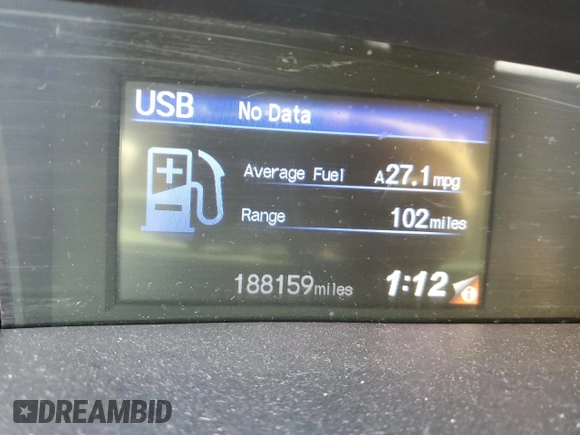 USB No Data
Average Fuel A27.1mpg
Range 102miles
188159miles 1:12
DREAMBID